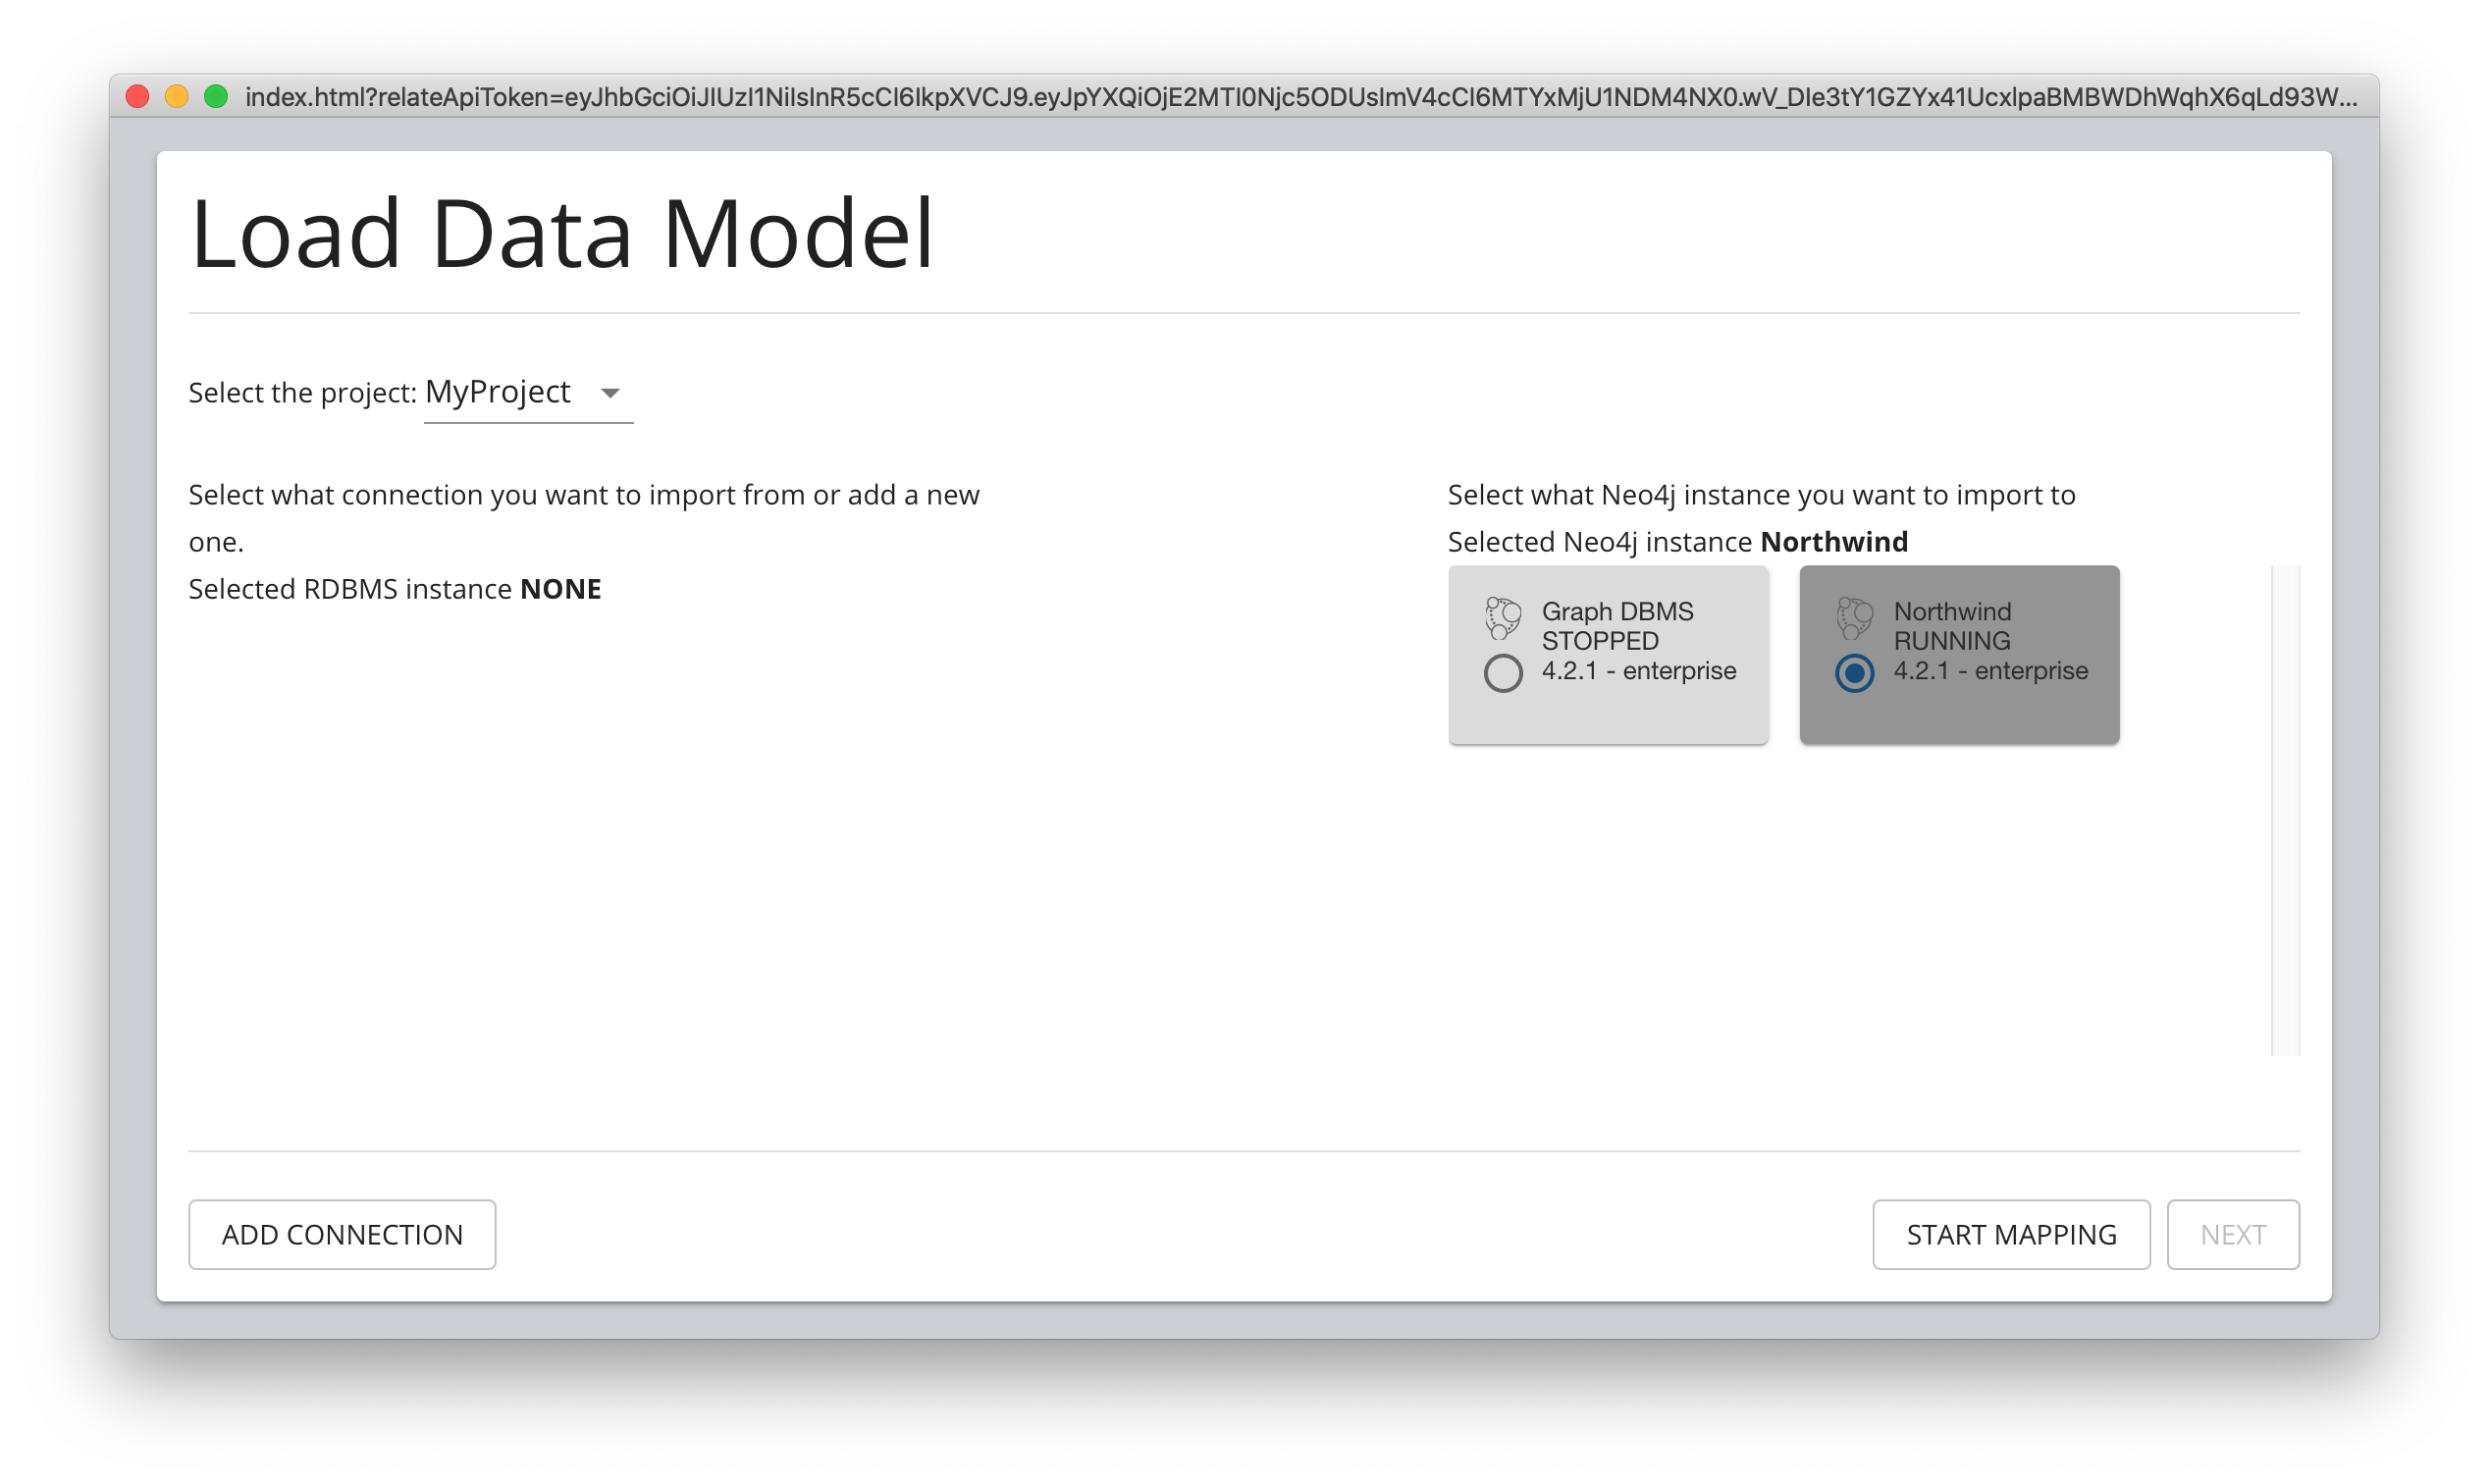 index.html?relateApiToken=eyJhbGciOiJIUzI1NiIsInR5cCI6IkpXVCJ9.eyJpYXQiOjE2MTI0Njc5ODUsImV4cCI6MTYxMjU1NDM4NX0.wV_DIe3tY1GZYx41UcxlpaBMBWDhWqhX6qLd93W...
Load Data Model
Select the project: MyProject
Select what connection you want to import from or add a new
one.
Selected RDBMS instance NONE
Select what Neo4j instance you want to import to
Selected Neo4j instance Northwind
Graph DBMS
STOPPED
4.2.1 - enterprise
Northwind
RUNNING
4.2.1 - enterprise
ADD CONNECTION
START MAPPING
NEXT